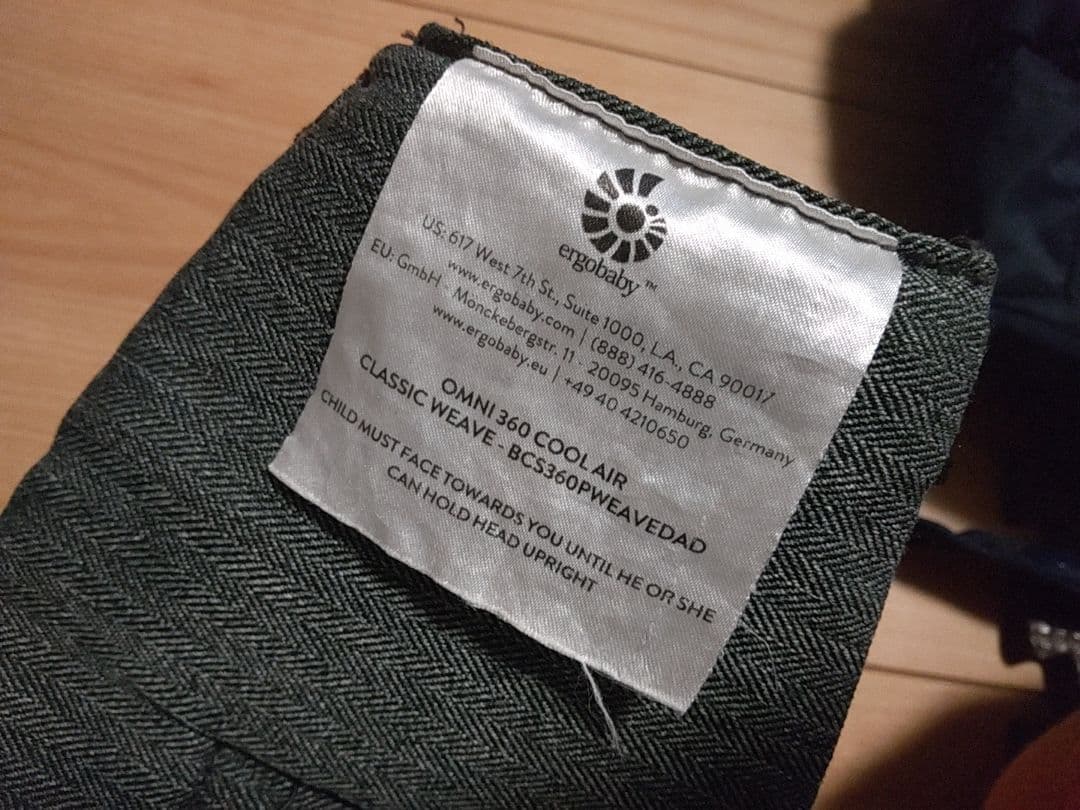 ergobaby™
US: 617 West 7th St., Suite 1000, LA, CA 90017
www.ergobaby.com | (888) 416-4888
EU: GmbH · Mönckebergstr. 11 · 20095 Hamburg, Germany
www.ergobaby.eu | +49 40 4210650
OMNI 360 COOL AIR
CLASSIC WEAVE - BCS360PWEAVEDAD
CHILD MUST FACE TOWARDS YOU UNTIL HE OR SHE
CAN HOLD HEAD UPRIGHT